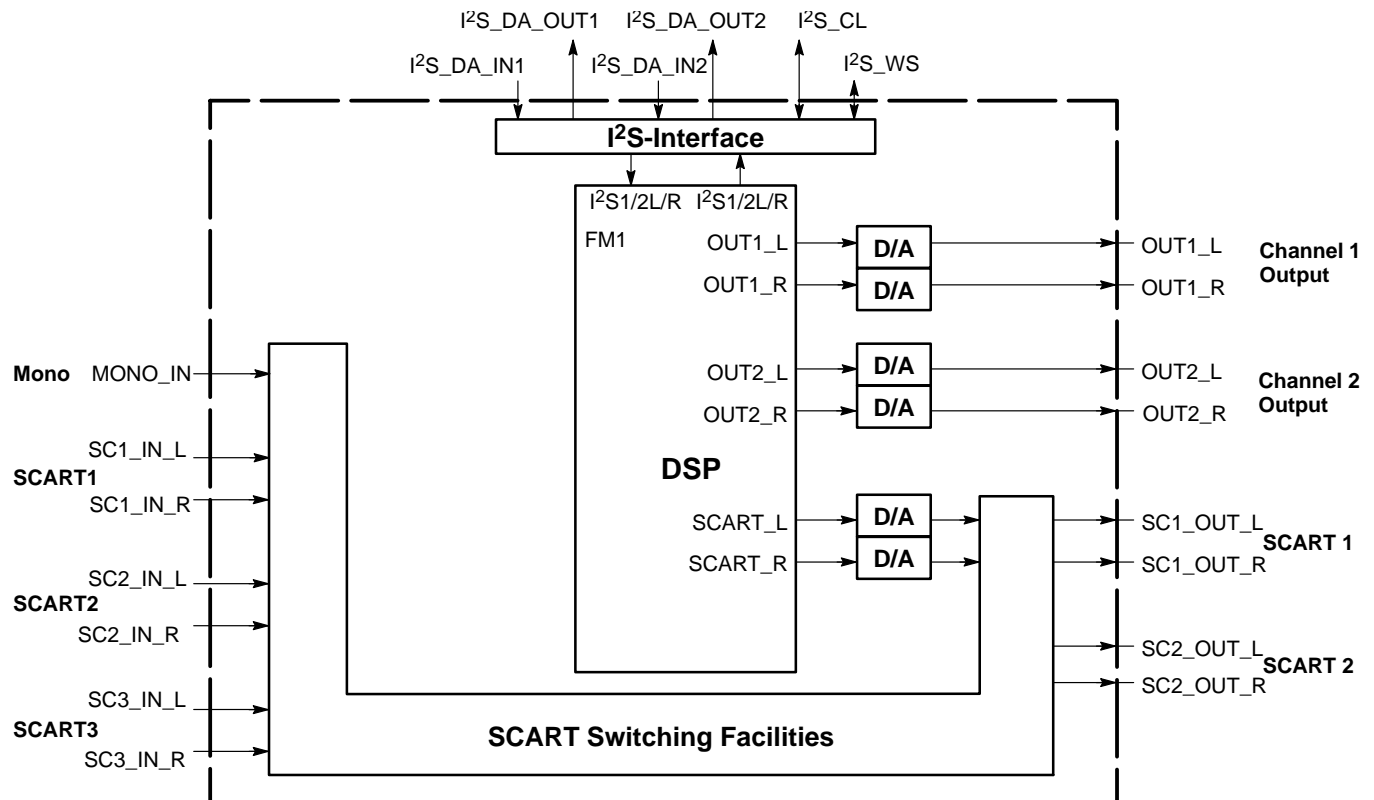 I²S_DA_OUT1 I²S_DA_OUT2 I²S_CL
I²S_DA_IN1 I²S_DA_IN2 I²S_WS
I²S-Interface
I²S1/2L/R I²S1/2L/R
FM1
OUT1_L
OUT1_R
D/A
D/A
OUT1_L
OUT1_R
Channel 1
Output
Mono MONO_IN
OUT2_L
OUT2_R
D/A
D/A
OUT2_L
OUT2_R
Channel 2
Output
SC1_IN_L
SCART1
SC1_IN_R
DSP
SCART_L
SCART_R
D/A
D/A
SC1_OUT_L
SCART 1
SC1_OUT_R
SC2_IN_L
SCART2
SC2_IN_R
SC2_OUT_L
SCART 2
SC2_OUT_R
SC3_IN_L
SCART3
SC3_IN_R
SCART Switching Facilities